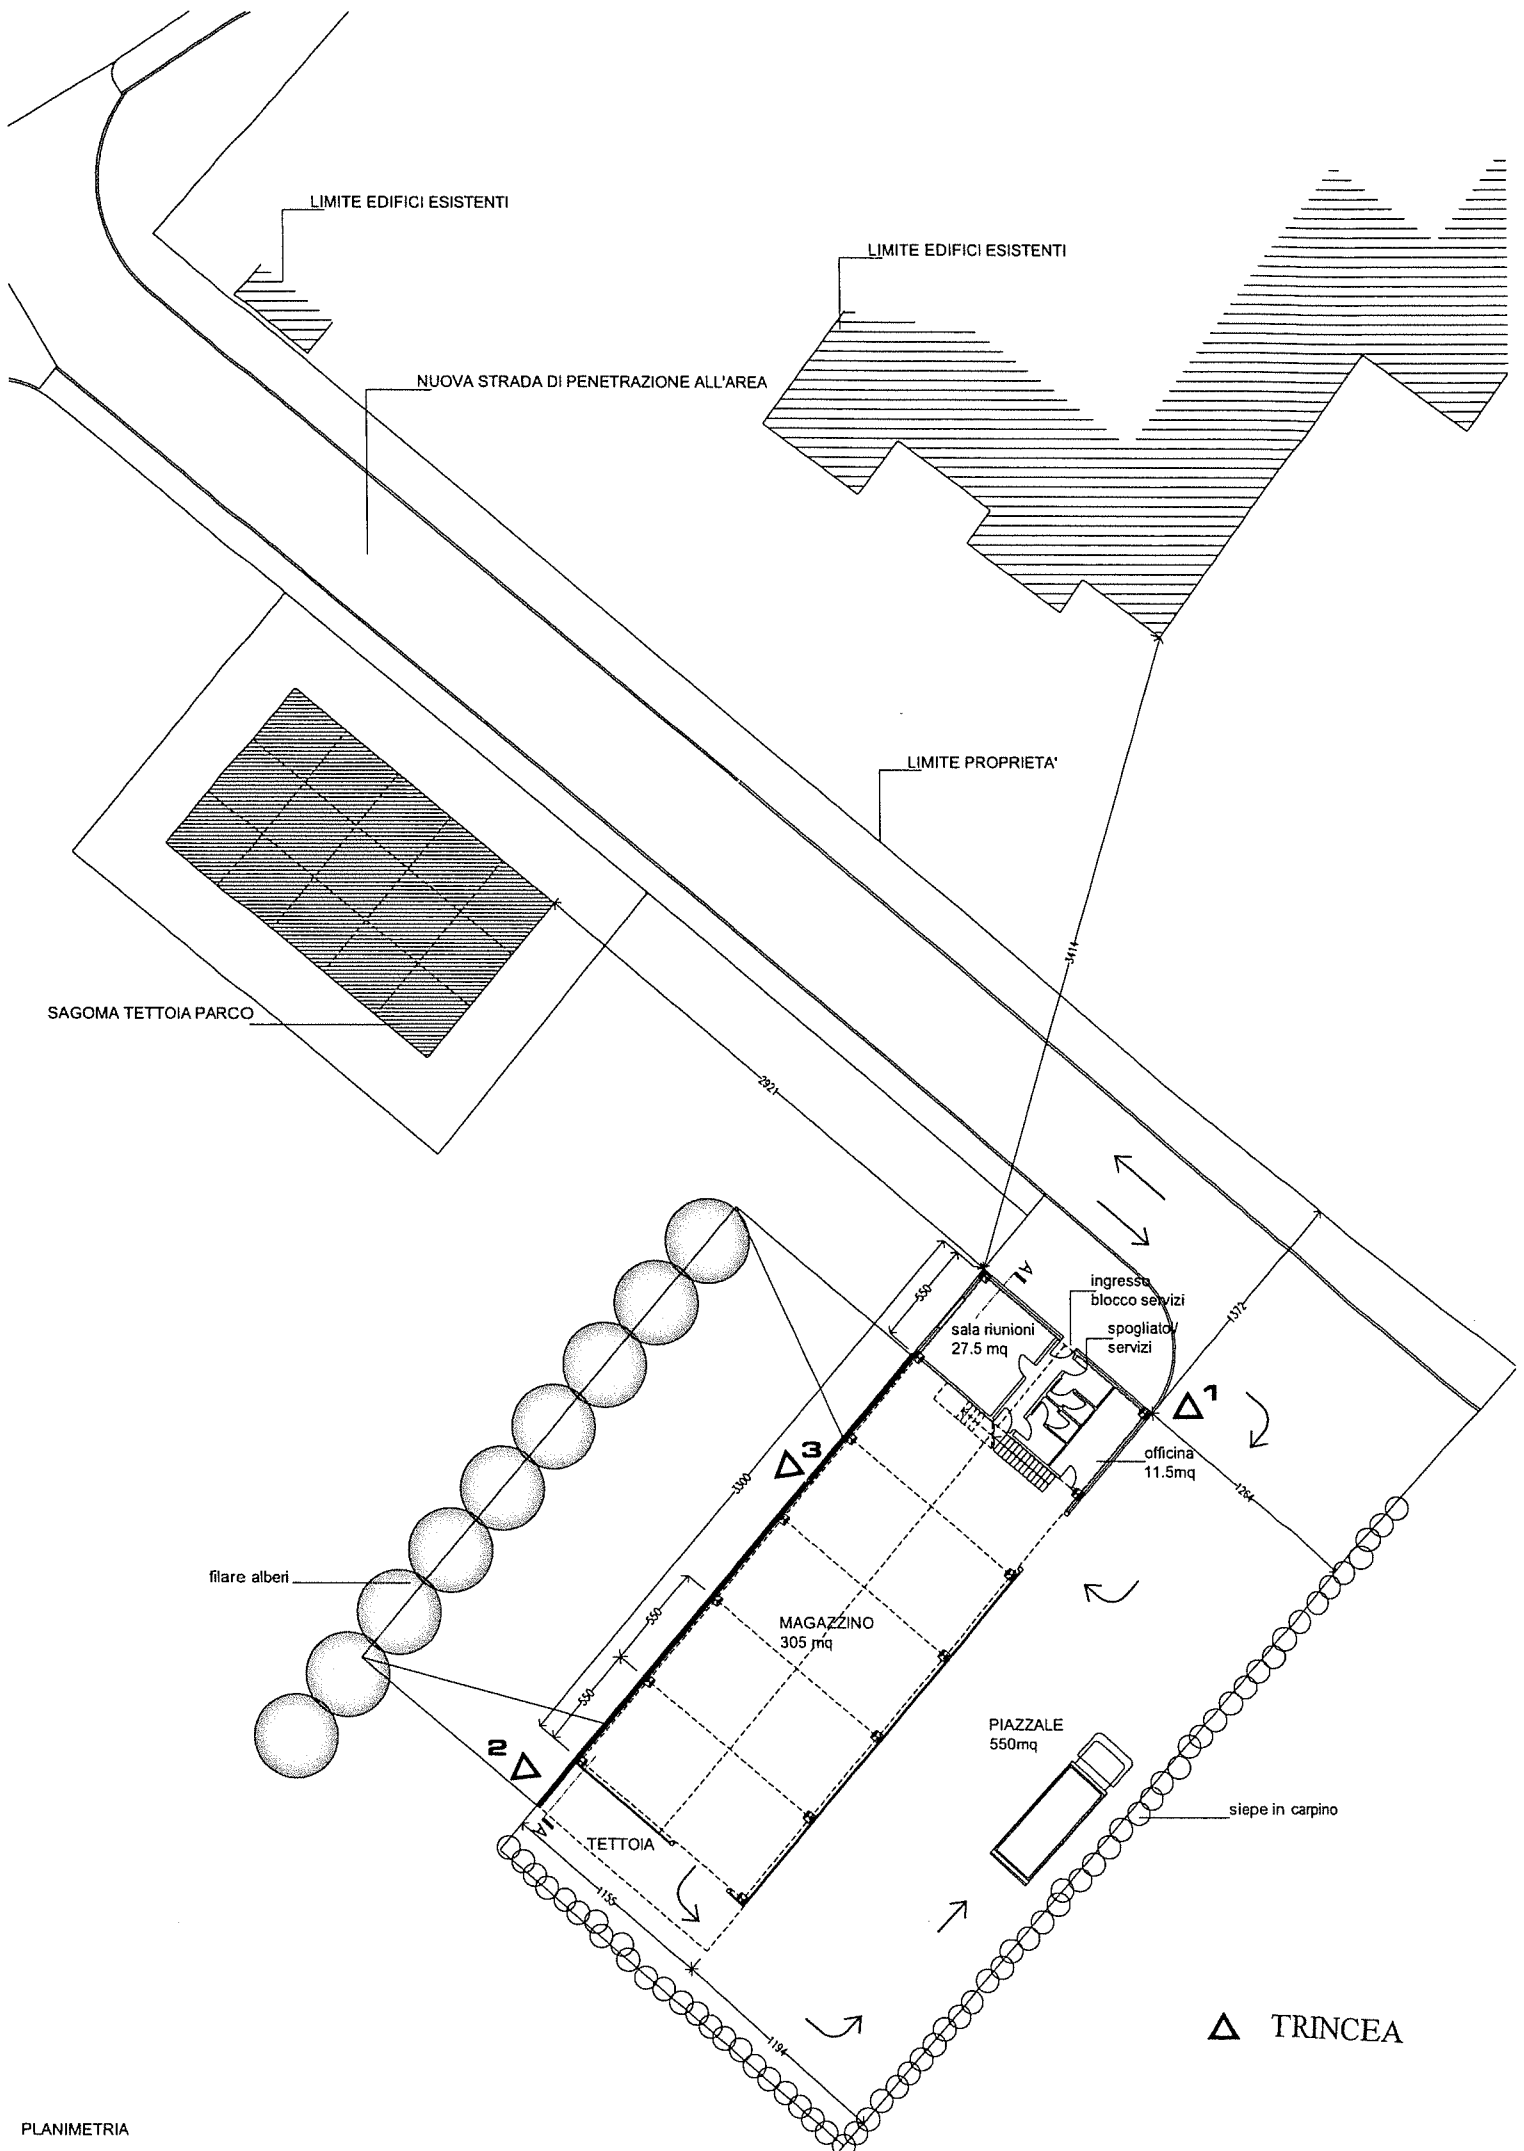 LIMITE EDIFICI ESISTENTI
LIMITE EDIFICI ESISTENTI
NUOVA STRADA DI PENETRAZIONE ALL'AREA
LIMITE PROPRIETA'
3414
SAGOMA TETTOIA PARCO
2921
550
sala riunioni
27.5 mq
ingresso
blocco servizi
spogliatoi/
servizi
1372
1
3
officina
11.5mq
3300
1264
filare alberi
550
MAGAZZINO
305 mq
550
2
PIAZZALE
550mq
siepe in carpino
TETTOIA
1155
1194
TRINCEA
PLANIMETRIA